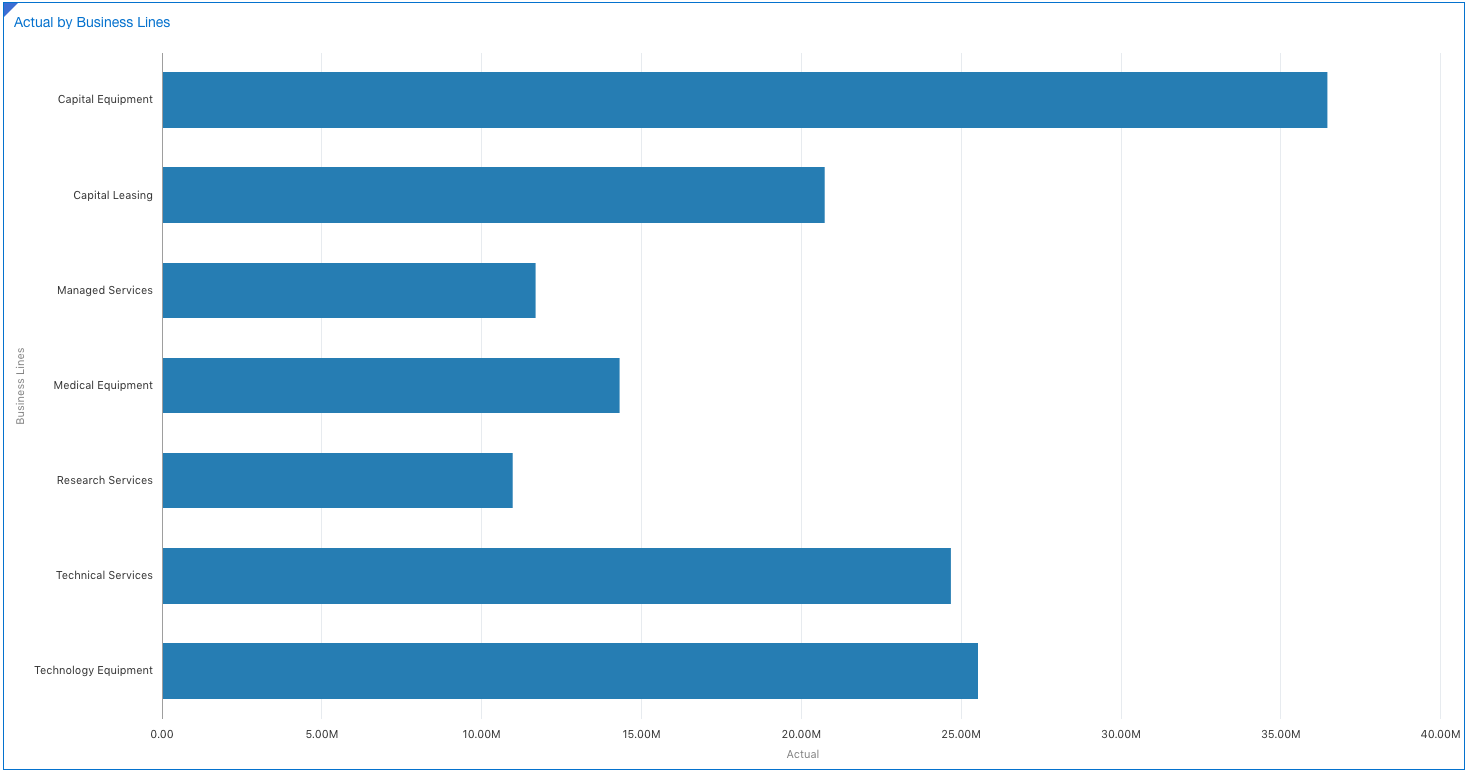 Actual by Business Lines
Business Lines
Capital Equipment
Capital Leasing
Managed Services
Medical Equipment
Research Services
Technical Services
Technology Equipment
0.00 5.00M 10.00M 15.00M 20.00M 25.00M 30.00M 35.00M 40.00M
Actual